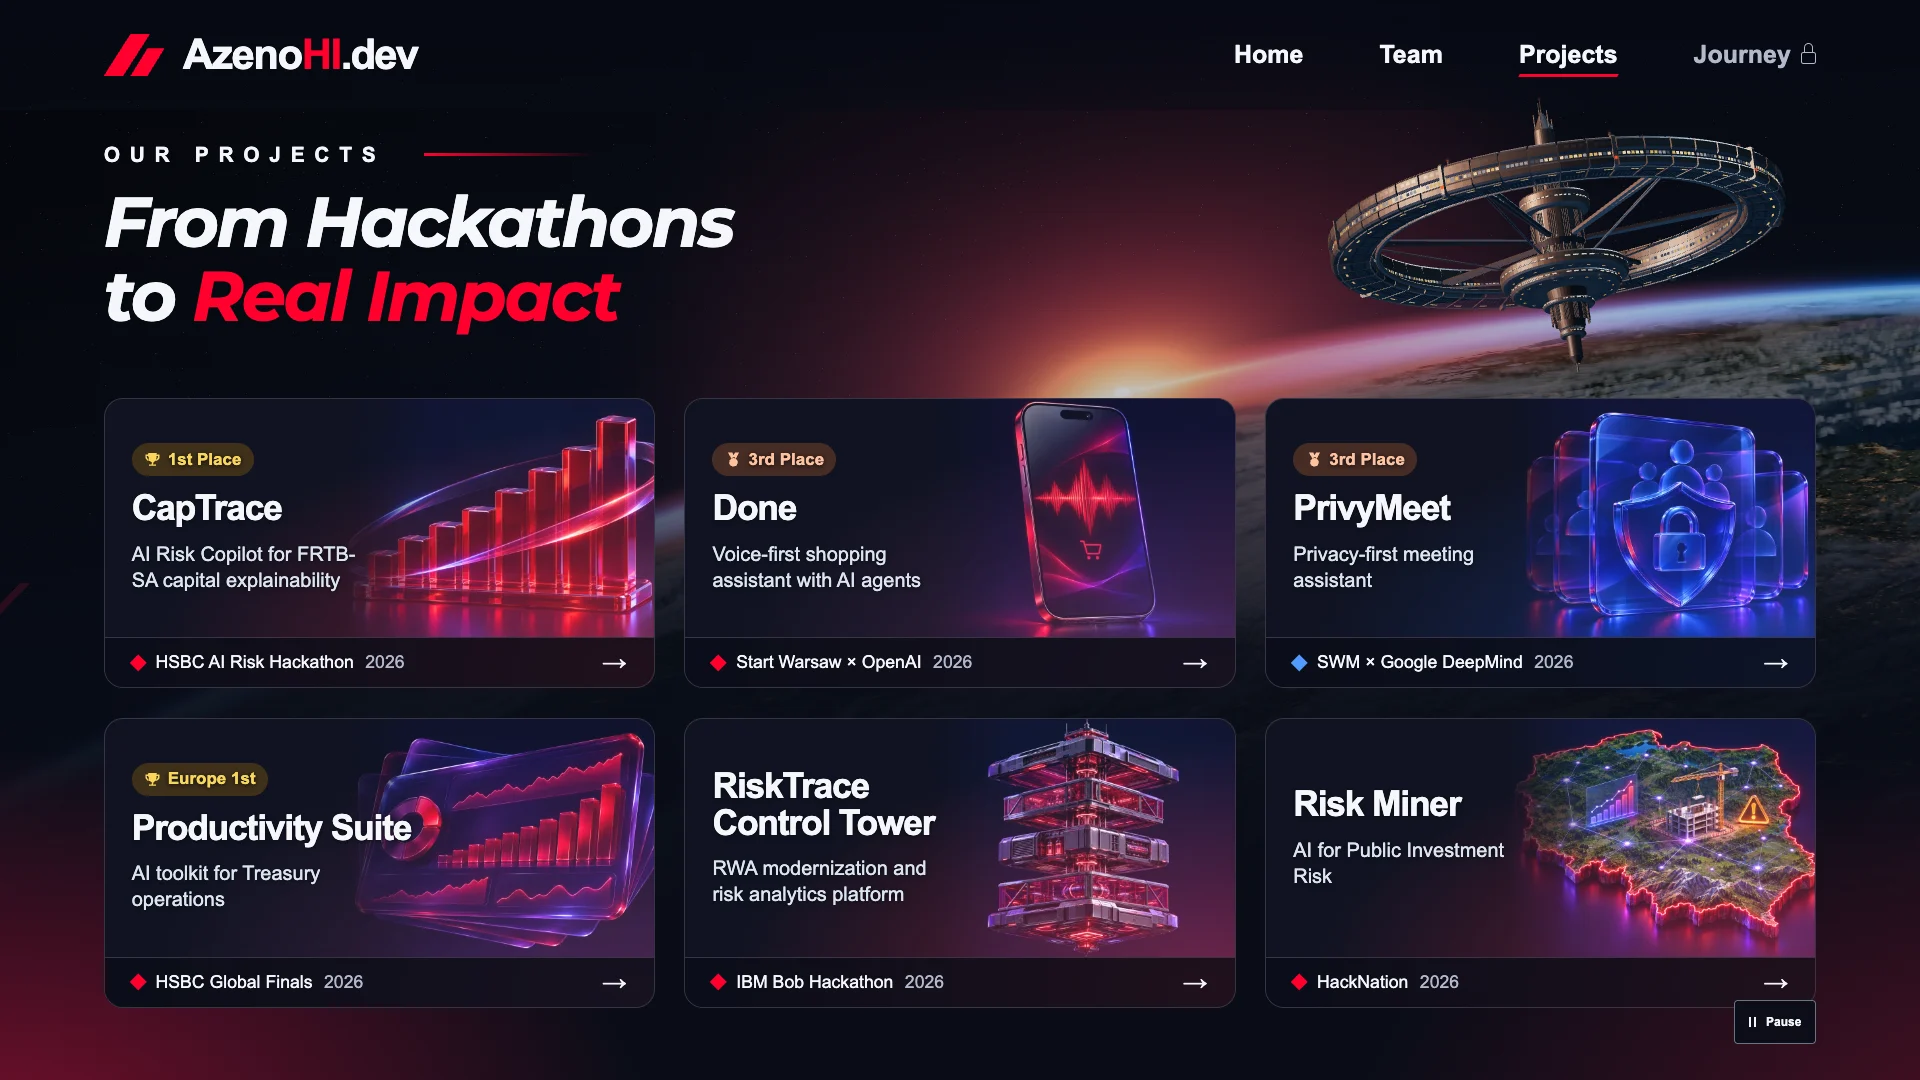 AzenoHI.dev
Home
Team
Projects
Journey
OUR PROJECTS
From Hackathons
to Real Impact
1st Place
CapTrace
AI Risk Copilot for FRTB-
SA capital explainability
HSBC AI Risk Hackathon 2026
3rd Place
Done
Voice-first shopping
assistant with AI agents
Start Warsaw × OpenAI 2026
3rd Place
PrivyMeet
Privacy-first meeting
assistant
SWM × Google DeepMind 2026
Europe 1st
Productivity Suite
AI toolkit for Treasury
operations
HSBC Global Finals 2026
RiskTrace
Control Tower
RWA modernization and
risk analytics platform
IBM Bob Hackathon 2026
Risk Miner
AI for Public Investment
Risk
HackNation 2026
Pause